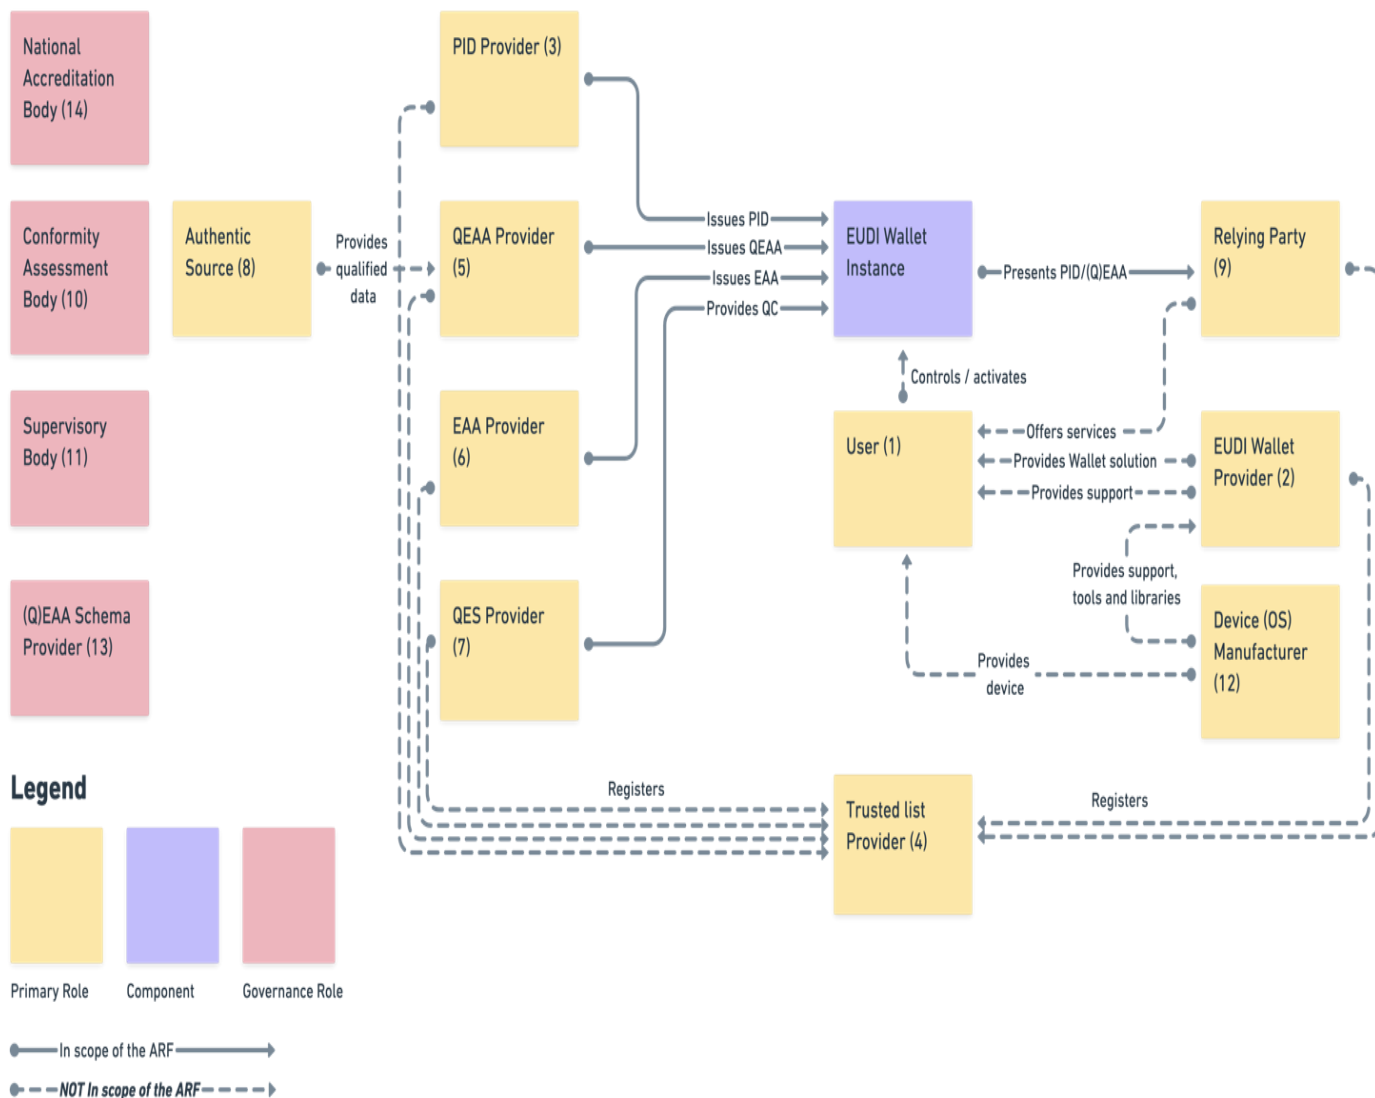 National
Accreditation
Body (14)
PID Provider (3)
Conformity
Assessment
Body (10)
Authentic
Source (8)
Provides
qualified
data
QEAA Provider
(5)
Issues PID
Issues QEAA
Issues EAA
Provides QC
EUDI Wallet
Instance
Presents PID/(Q)EAA
Relying Party
(9)
Controls / activates
Supervisory
Body (11)
EAA Provider
(6)
User (1)
Offers services
Provides Wallet solution
Provides support
EUDI Wallet
Provider (2)
Provides support,
tools and libraries
(Q)EAA Schema
Provider (13)
QES Provider
(7)
Provides
device
Device (OS)
Manufacturer
(12)
Registers
Trusted list
Provider (4)
Registers
Legend
Primary Role
Component
Governance Role
In scope of the ARF
NOT In scope of the ARF